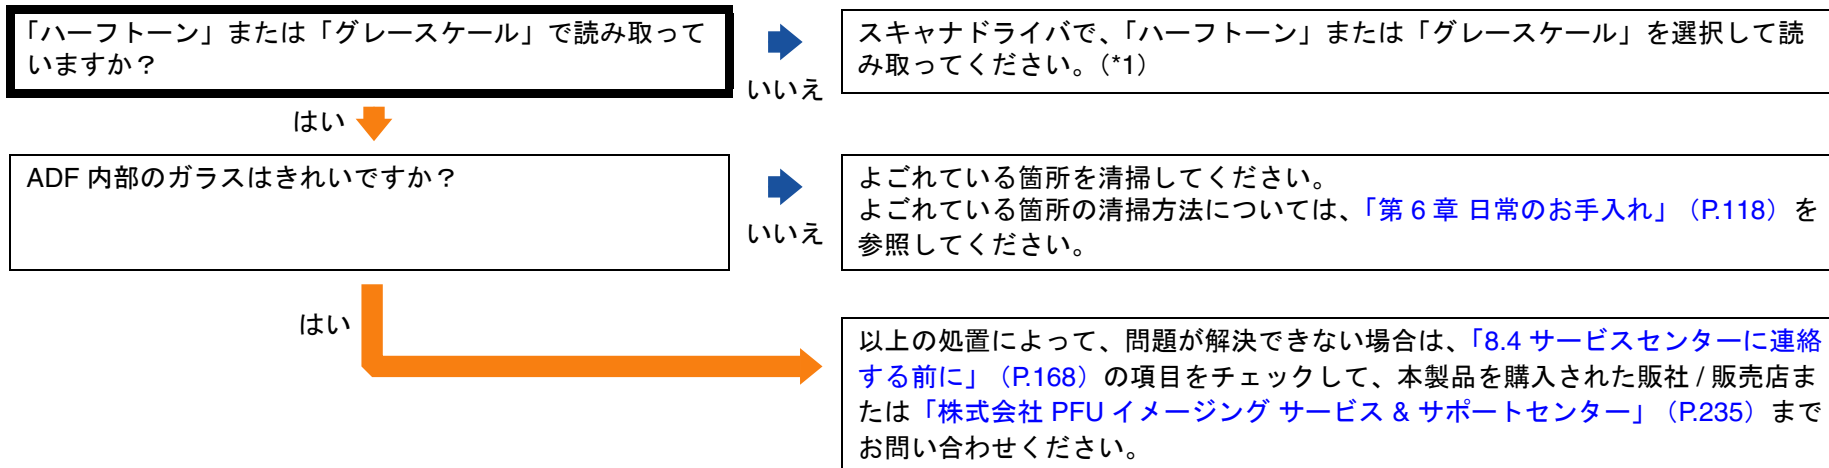 「ハーフトーン」または「グレースケール」で読み取って
いますか？
いいえ
スキャナドライバで、「ハーフトーン」または「グレースケール」を選択して読
み取ってください。（*1）
はい
ADF 内部のガラスはきれいですか？
いいえ
よごれている箇所を清掃してください。
よごれている箇所の清掃方法については、「第 6 章 日常のお手入れ」（P.118）を
参照してください。
はい
以上の処置によって、問題が解決できない場合は、「8.4 サービスセンターに連絡
する前に」（P.168）の項目をチェックして、本製品を購入された販社 / 販売店ま
たは「株式会社 PFU イメージング サービス & サポートセンター」（P.235）まで
お問い合わせください。